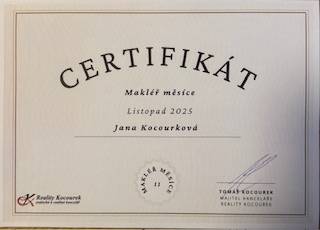 CERTIFIKÁT
Makléř měsíce
Listopad 2025
Jana Kocourková
MAKLÉŘ MĚSÍCE
11
Reality Kocourek
TOMÁŠ KOCOUREK
MAJITEL KANCELÁŘE
REALITY KOCOUREK